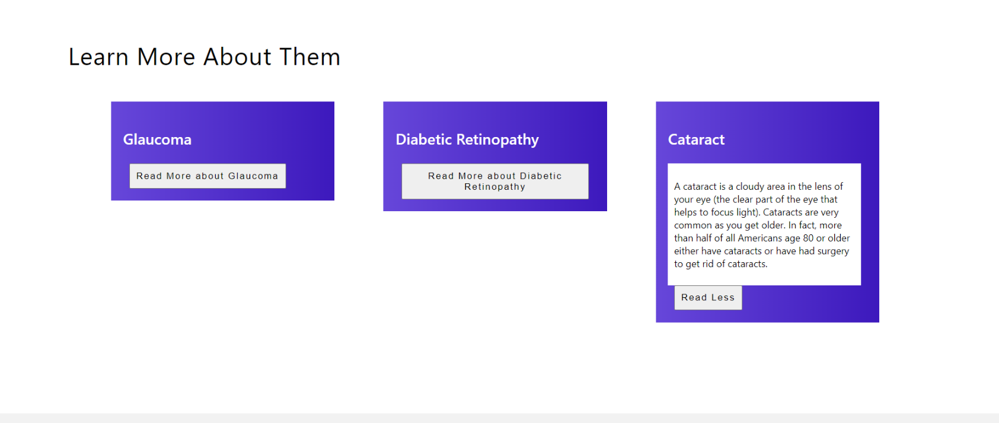 Learn More About Them
Glaucoma
Read More about Glaucoma
Diabetic Retinopathy
Read More about Diabetic
Retinopathy
Cataract
A cataract is a cloudy area in the lens of
your eye (the clear part of the eye that
helps to focus light). Cataracts are very
common as you get older. In fact, more
than half of all Americans age 80 or older
either have cataracts or have had surgery
to get rid of cataracts.
Read Less